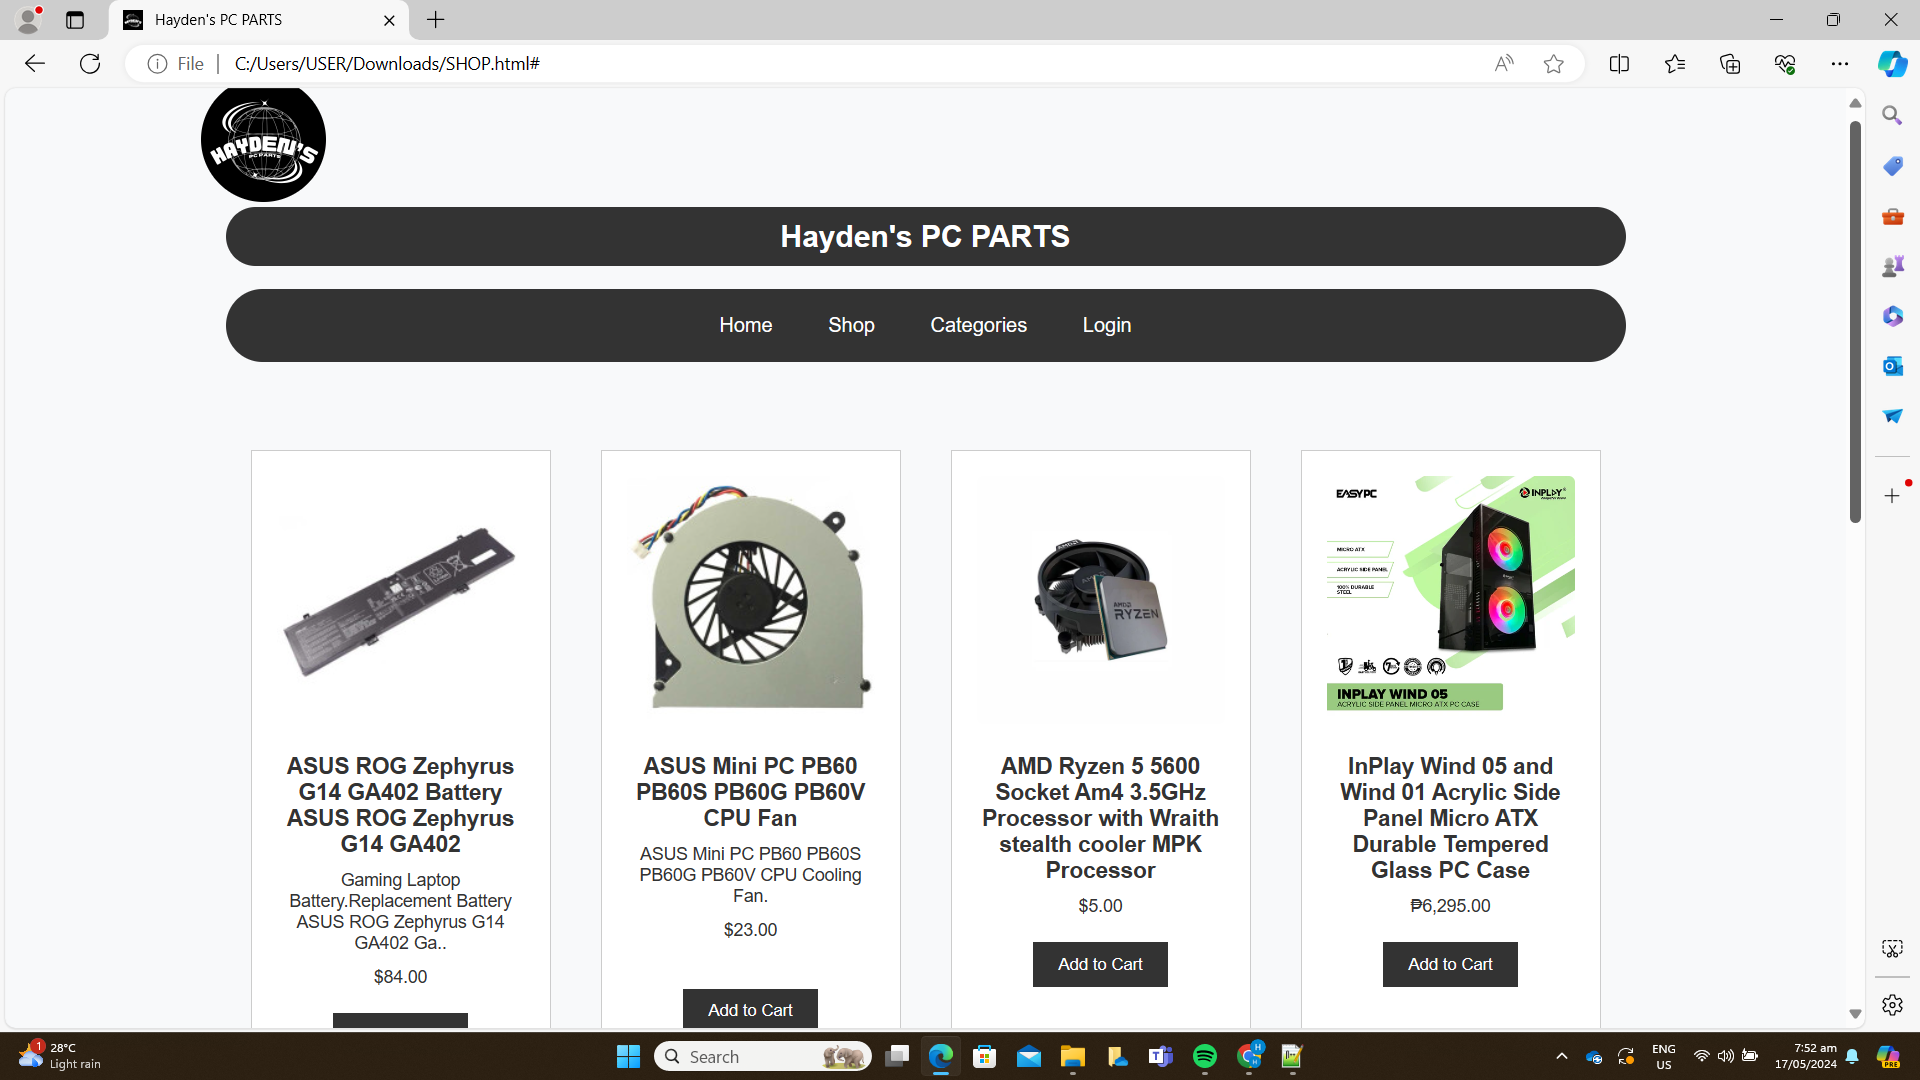 Hayden's PC PARTS
File
C:/Users/USER/Downloads/SHOP.html#
HAYDEN'S
PC PARTS
Hayden's PC PARTS
Home Shop Categories Login
EASYPC
INPLAY
MICRO ATX
ACRYLIC SIDE PANEL
100% DURABLE
STEEL
INPLAY WIND 05
ACRYLIC SIDE PANEL MICRO ATX PC CASE
AMD
RYZEN
ASUS ROG Zephyrus
G14 GA402 Battery
ASUS ROG Zephyrus
G14 GA402
Gaming Laptop
Battery.Replacement Battery
ASUS ROG Zephyrus G14
GA402 Ga..
$84.00
ASUS Mini PC PB60
PB60S PB60G PB60V
CPU Fan
ASUS Mini PC PB60 PB60S
PB60G PB60V CPU Cooling
Fan.
$23.00
Add to Cart
AMD Ryzen 5 5600
Socket Am4 3.5GHz
Processor with Wraith
stealth cooler MPK
Processor
$5.00
Add to Cart
InPlay Wind 05 and
Wind 01 Acrylic Side
Panel Micro ATX
Durable Tempered
Glass PC Case
₱6,295.00
Add to Cart
1
28°C
Light rain
Search
ENG
US
7:52 am
17/05/2024